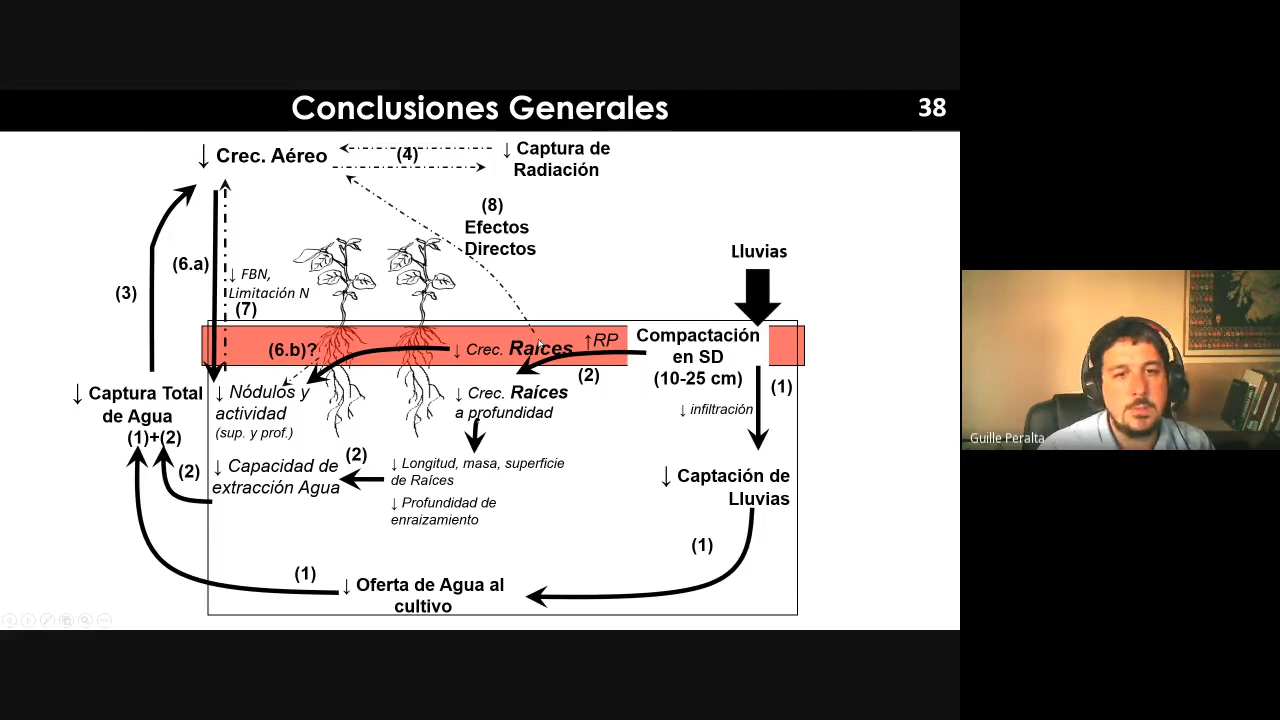 Conclusiones Generales
38
↓ Crec. Aéreo
(4)
↓ Captura de
Radiación
(8)
Efectos
Directos
Lluvias
(3)
(6.a)
↓ FBN,
Limitación N
(7)
(6.b)?
↓ Crec. Raíces
↑RP
Compactación
en SD
(10-25 cm)
(2)
(1)
↓ Captura Total
de Agua
(1)+(2)
↓ Nódulos y
actividad
(sup. y prof.)
↓ Crec. Raíces
a profundidad
↓ infiltración
(2)
↓ Capacidad de
extracción Agua
(2)
↓ Longitud, masa, superficie
de Raíces
↓ Profundidad de
enraizamiento
↓ Captación de
Lluvias
(1)
(1)
↓ Oferta de Agua al
cultivo
Guille Peralta